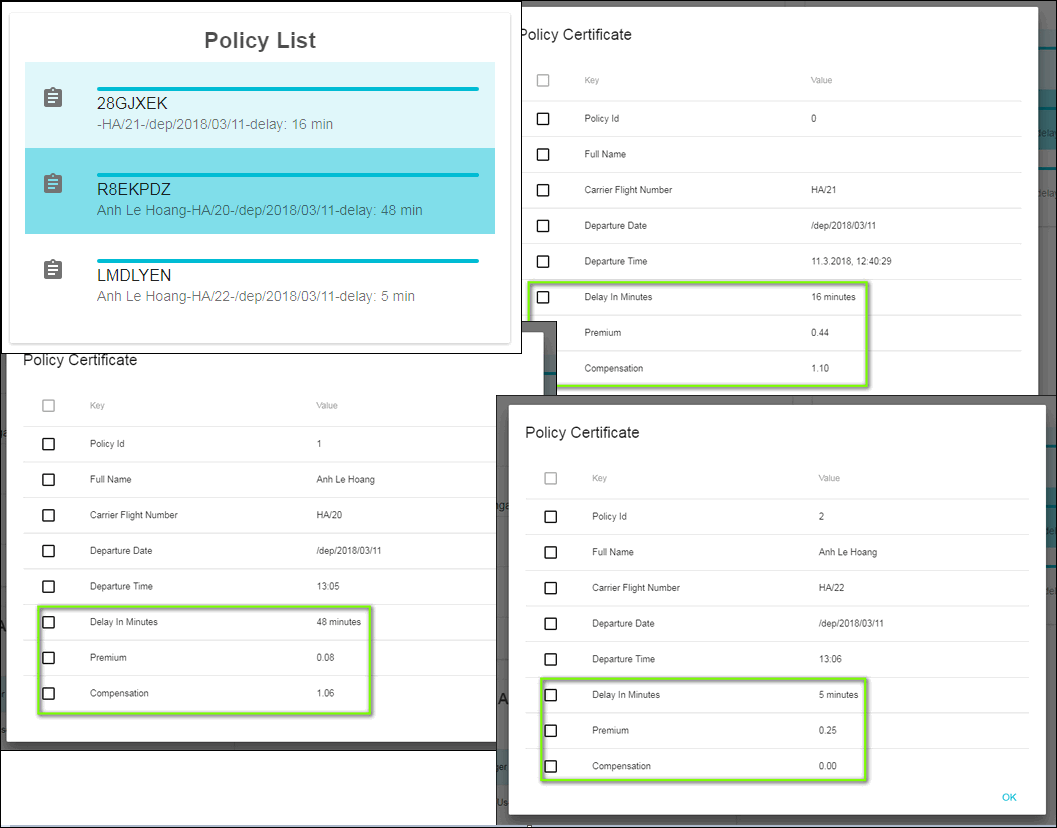 Policy List
28GJXEK
-HA/21-/dep/2018/03/11-delay: 16 min
R8EKPDZ
Anh Le Hoang-HA/20-/dep/2018/03/11-delay: 48 min
LMDLYEN
Anh Le Hoang-HA/22-/dep/2018/03/11-delay: 5 min
Policy Certificate
Key Value
Policy Id 0
Full Name
Carrier Flight Number HA/21
Departure Date /dep/2018/03/11
Departure Time 11.3.2018, 12:40:29
Delay In Minutes 16 minutes
Premium 0.44
Compensation 1.10
Policy Certificate
Key Value
Policy Id 1
Full Name Anh Le Hoang
Carrier Flight Number HA/20
Departure Date /dep/2018/03/11
Departure Time 13:05
Delay In Minutes 48 minutes
Premium 0.08
Compensation 1.06
Policy Certificate
Key Value
Policy Id 2
Full Name Anh Le Hoang
Carrier Flight Number HA/22
Departure Date /dep/2018/03/11
Departure Time 13:06
Delay In Minutes 5 minutes
Premium 0.25
Compensation 0.00
OK